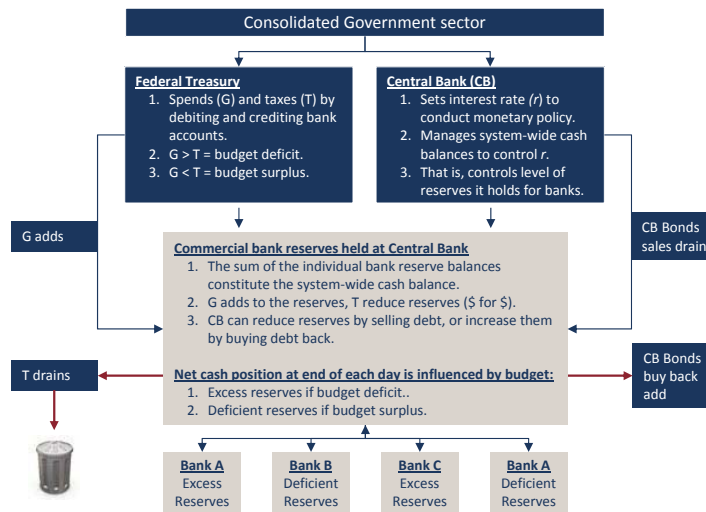 Consolidated Government sector
Federal Treasury
1. Spends (G) and taxes (T) by
debiting and crediting bank
accounts.
2. G > T = budget deficit.
3. G < T = budget surplus.
Central Bank (CB)
1. Sets interest rate (r) to
conduct monetary policy.
2. Manages system-wide cash
balances to control r.
3. That is, controls level of
reserves it holds for banks.
G adds
CB Bonds
sales drain
Commercial bank reserves held at Central Bank
1. The sum of the individual bank reserve balances
constitute the system-wide cash balance.
2. G adds to the reserves, T reduce reserves ($ for $).
3. CB can reduce reserves by selling debt, or increase them
by buying debt back.
Net cash position at end of each day is influenced by budget:
1. Excess reserves if budget deficit..
2. Deficient reserves if budget surplus.
T drains
CB Bonds
buy back
add
Bank A
Excess
Reserves
Bank B
Deficient
Reserves
Bank C
Excess
Reserves
Bank A
Deficient
Reserves